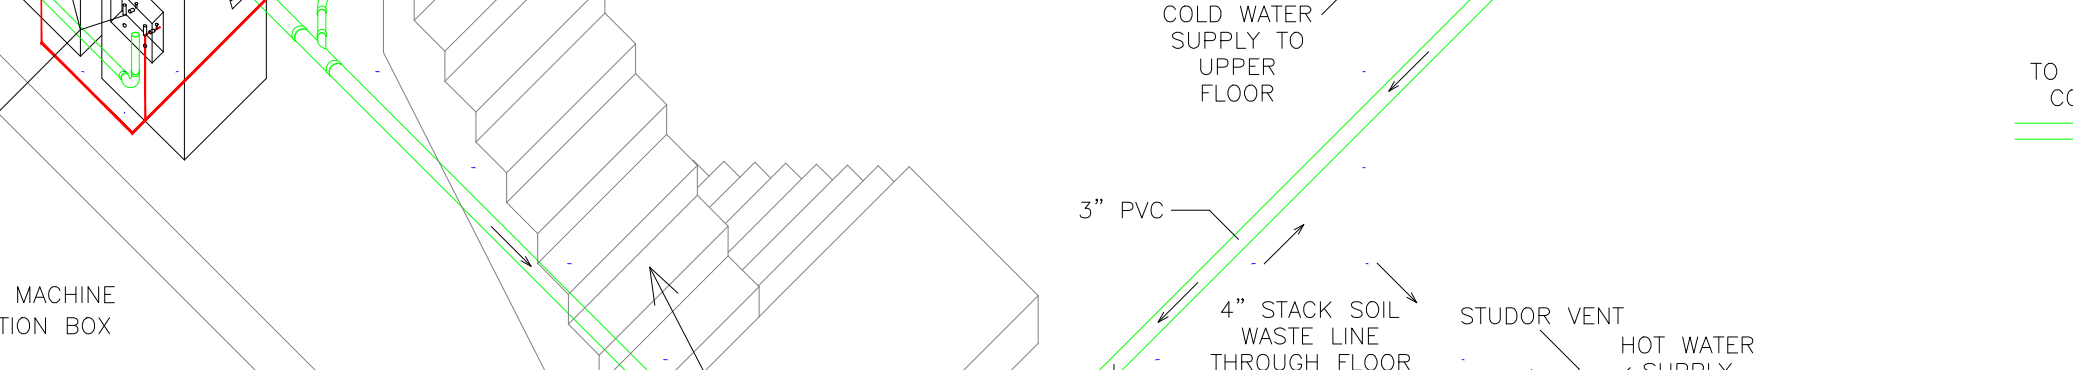 COLD WATER
SUPPLY TO
UPPER
FLOOR
TO
3” PVC
MACHINE
TION BOX
4” STACK SOIL
WASTE LINE
THROUGH FLOOR
STUDOR VENT
HOT WATER
SUPPLY